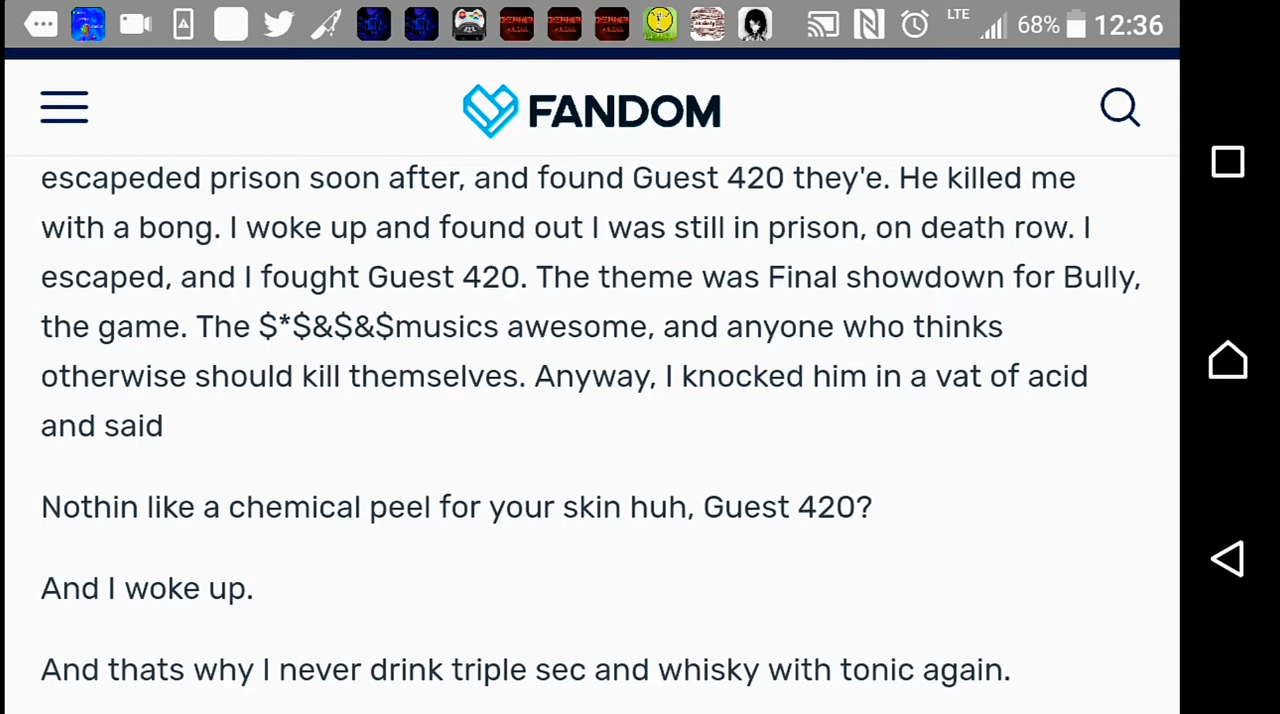 LTE 68% 12:36
FANDOM
escapeded prison soon after, and found Guest 420 they'e. He killed me
with a bong. I woke up and found out I was still in prison, on death row. I
escaped, and I fought Guest 420. The theme was Final showdown for Bully,
the game. The $*$&$&$musics awesome, and anyone who thinks
otherwise should kill themselves. Anyway, I knocked him in a vat of acid
and said
Nothin like a chemical peel for your skin huh, Guest 420?
And I woke up.
And thats why I never drink triple sec and whisky with tonic again.